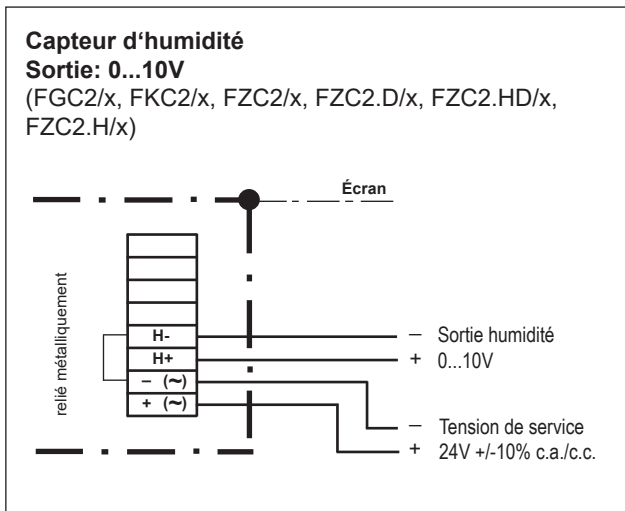 Capteur d‘humidité
Sortie: 0...10V
(FGC2/x, FKC2/x, FZC2/x, FZC2.D/x, FZC2.HD/x,
FZC2.H/x)
Écran
relié métalliquement
H-
H+
– (~)
+ (~)
– Sortie humidité
+ 0...10V
– Tension de service
+ 24V +/-10% c.a./c.c.